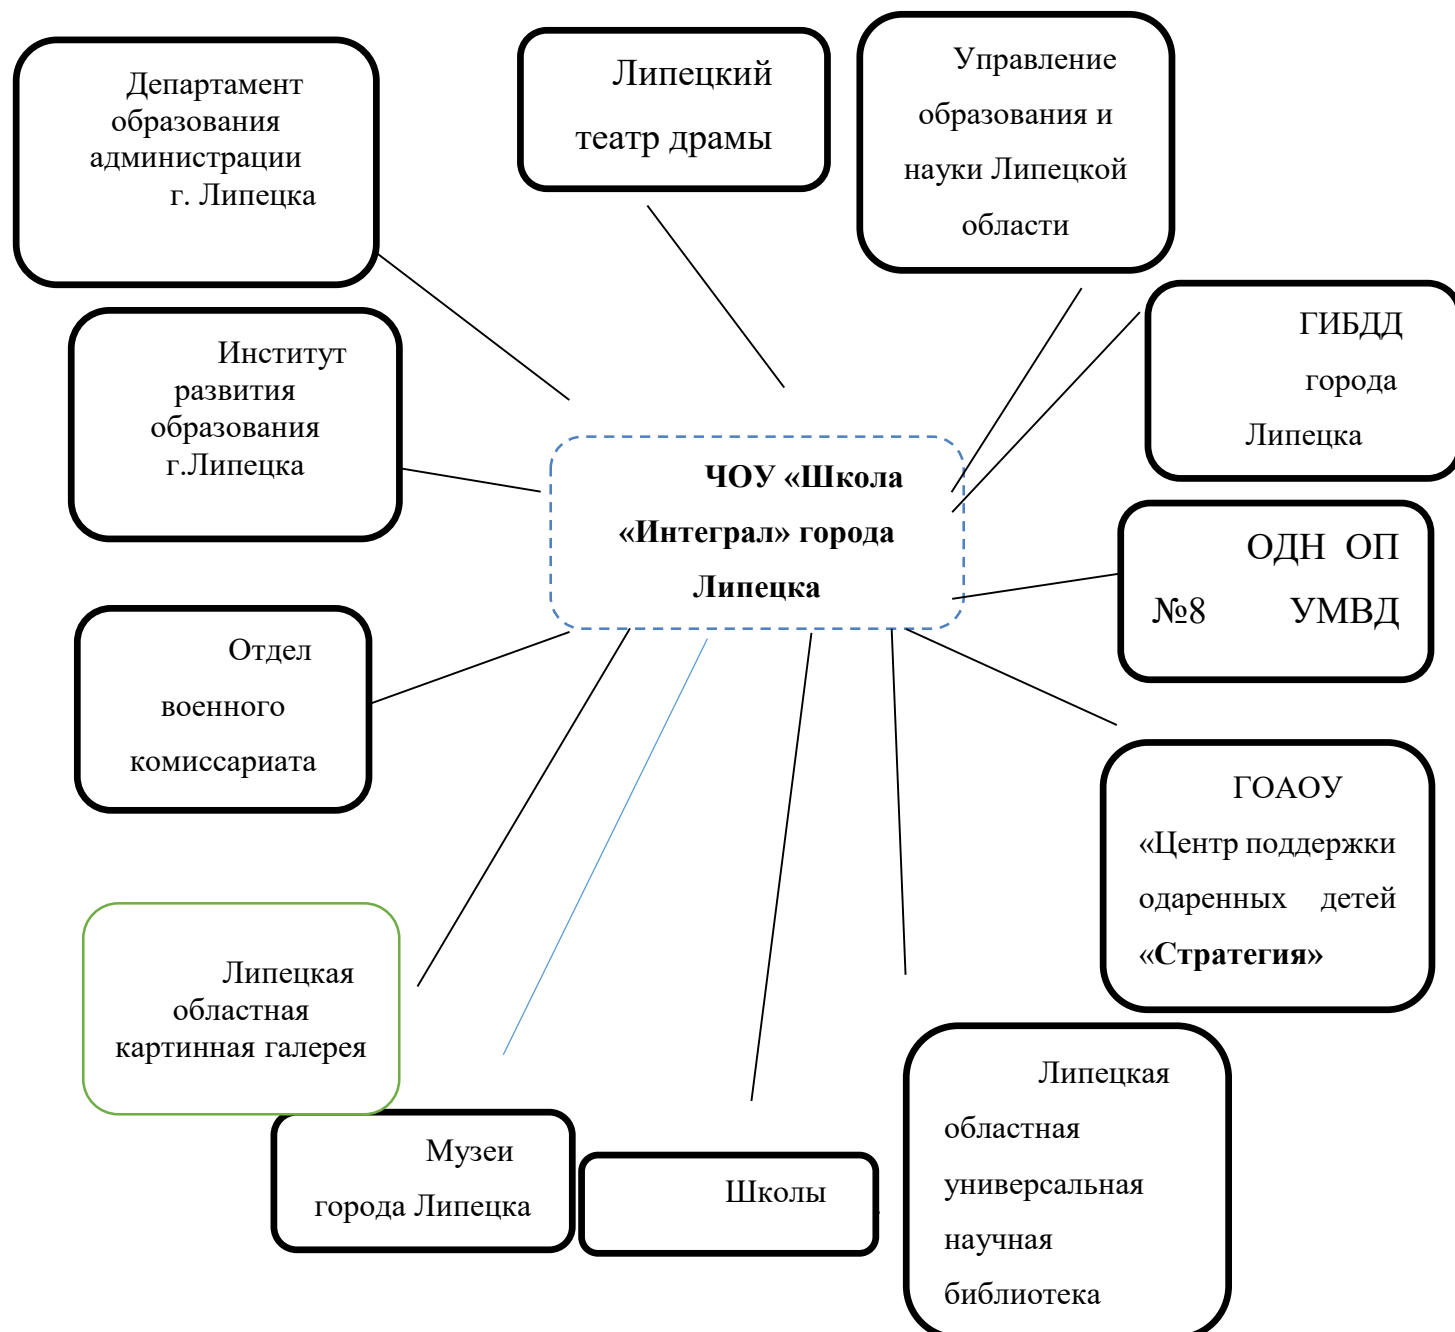 Департамент
образования
администрации
г. Липецка
Липецкий
театр драмы
Управление
образования и
науки Липецкой
области
Институт
развития
образования
г.Липецка
ГИБДД
города
Липецка
ЧОУ «Школа
«Интеграл» города
Липецка
ОДН ОП
№8 УМВД
Отдел
военного
комиссариата
ГОАОУ
«Центр поддержки
одаренных детей
«Стратегия»
Липецкая
областная
картинная галерея
Музеи
города Липецка
Школы
Липецкая
областная
универсальная
научная
библиотека